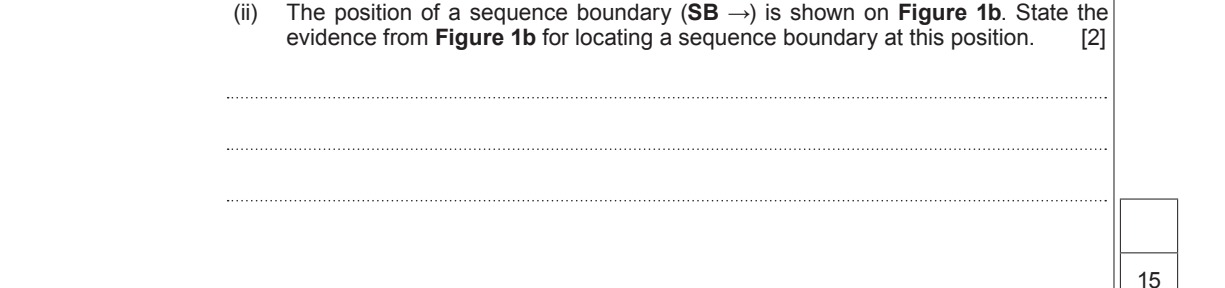 (ii) The position of a sequence boundary (SB →) is shown on Figure 1b. State the
evidence from Figure 1b for locating a sequence boundary at this position. [2]
15